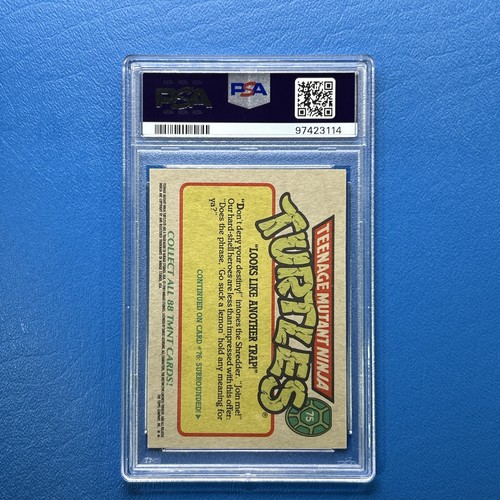 PSA
PSA
97423114
TEENAGE MUTANT NINJA
TURTLES®
75
"LOOKS LIKE ANOTHER TRAP!"
"Don't deny your destiny!" intones the Shredder. "Join me!"
Our hard-shell heroes are less than impressed with this offer:
"Does the phrase, 'Go suck a lemon' hold any meaning for
ya?"
CONTINUED ON CARD #76: SURROUNDED! ▶
COLLECT ALL 88 TMNT CARDS!